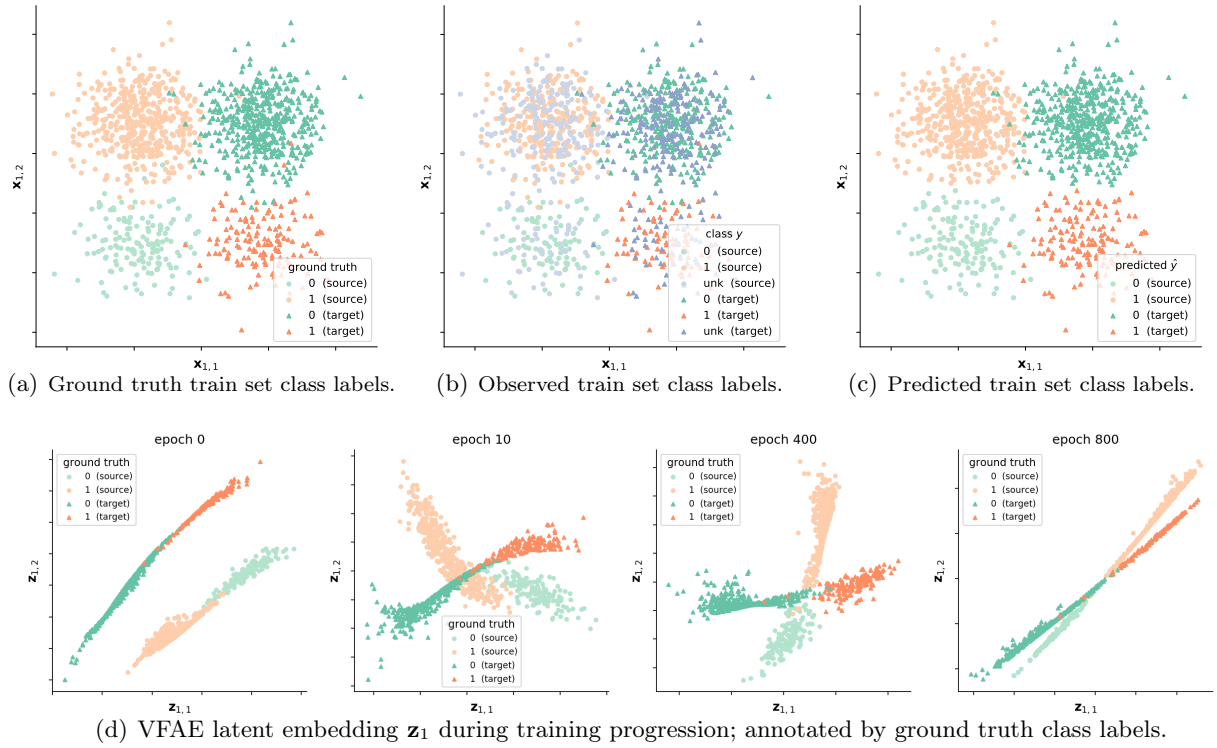 x1,2
ground truth
0 (source)
1 (source)
0 (target)
1 (target)
x1,1
(a) Ground truth train set class labels.
x1,2
class y
0 (source)
1 (source)
unk (source)
0 (target)
1 (target)
unk (target)
x1,1
(b) Observed train set class labels.
x1,2
predicted ŷ
0 (source)
1 (source)
0 (target)
1 (target)
x1,1
(c) Predicted train set class labels.
epoch 0
ground truth
0 (source)
1 (source)
0 (target)
1 (target)
z1,2
z1,1
epoch 10
z1,2
ground truth
0 (source)
1 (source)
0 (target)
1 (target)
z1,1
epoch 400
ground truth
0 (source)
1 (source)
0 (target)
1 (target)
z1,2
z1,1
epoch 800
ground truth
0 (source)
1 (source)
0 (target)
1 (target)
z1,2
z1,1
(d) VFAE latent embedding z1 during training progression; annotated by ground truth class labels.